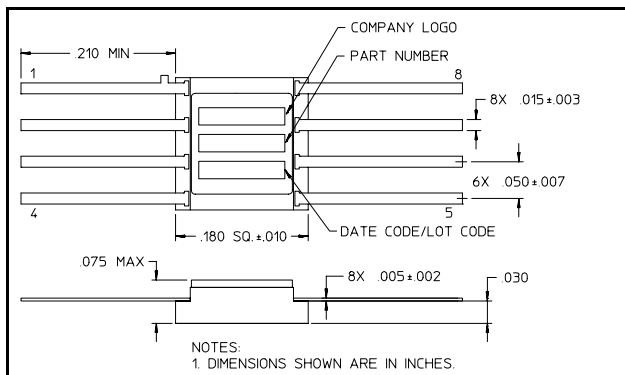 COMPANY LOGO
.210 MIN
PART NUMBER
1
8
8X .015±.003
6X .050±.007
4
5
.180 SQ.±.010
DATE CODE/LOT CODE
.075 MAX
8X .005±.002
.030
NOTES:
1. DIMENSIONS SHOWN ARE IN INCHES.